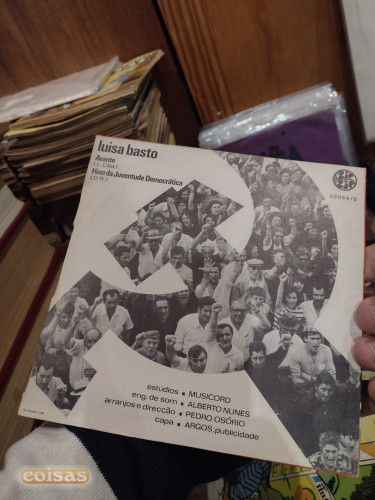 luisa basto
Avante
( L. Cília )
Hino da Juventude Democrática
( D. R. )
estúdios ▪ MUSICORD
eng. de som ▪ ALBERTO NUNES
arranjos e direcção ▪ PEDRO OSÓRIO
capa ▪ ARGOS, publicidade
coisas